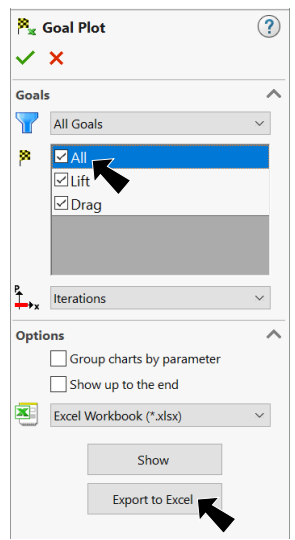 Goal Plot
?
Goals
All Goals
All
Lift
Drag
P
x
Iterations
Options
Group charts by parameter
Show up to the end
Excel Workbook (*.xlsx)
Show
Export to Excel